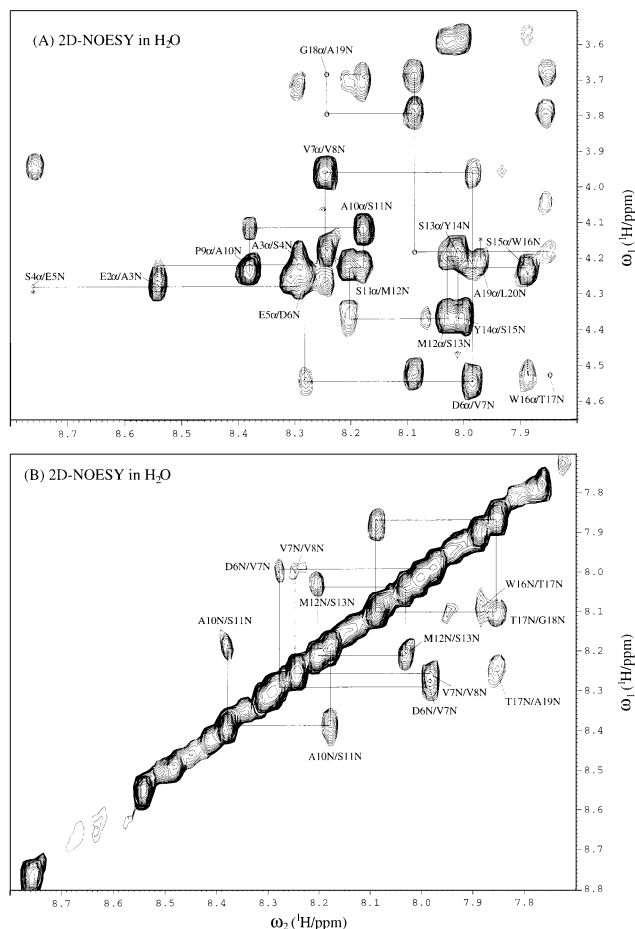 (A) 2D-NOESY in H₂O
G18α/A19N
3.6
3.7
3.8
V7α/V8N
3.9
4.0
A10α/S11N
4.1
S13α/Y14N
P9α/A10N
A3α/S4N
*
S15α/W16N
4.2
S4α/E5N
E2α/A3N
S11α/M12N
A19α/L20N
4.3
E5α/D6N
Y14α/S15N
M12α/S13N
4.4
4.5
D6α/V7N
W16α/T17N
4.6
ω₁ (¹H/ppm)
8.7 8.6 8.5 8.4 8.3 8.2 8.1 8.0 7.9
(B) 2D-NOESY in H₂O
7.8
7.9
V7N/V8N
D6N/V7N
8.0
M12N/S13N
W16N/T17N
8.1
A10N/S11N
T17N/G18N
M12N/S13N
8.2
V7N/V8N
T17N/A19N
8.3
D6N/V7N
8.4
A10N/S11N
8.5
8.6
8.7
8.8
ω₁ (¹H/ppm)
8.7 8.6 8.5 8.4 8.3 8.2 8.1 8.0 7.9 7.8
ω₂ (¹H/ppm)